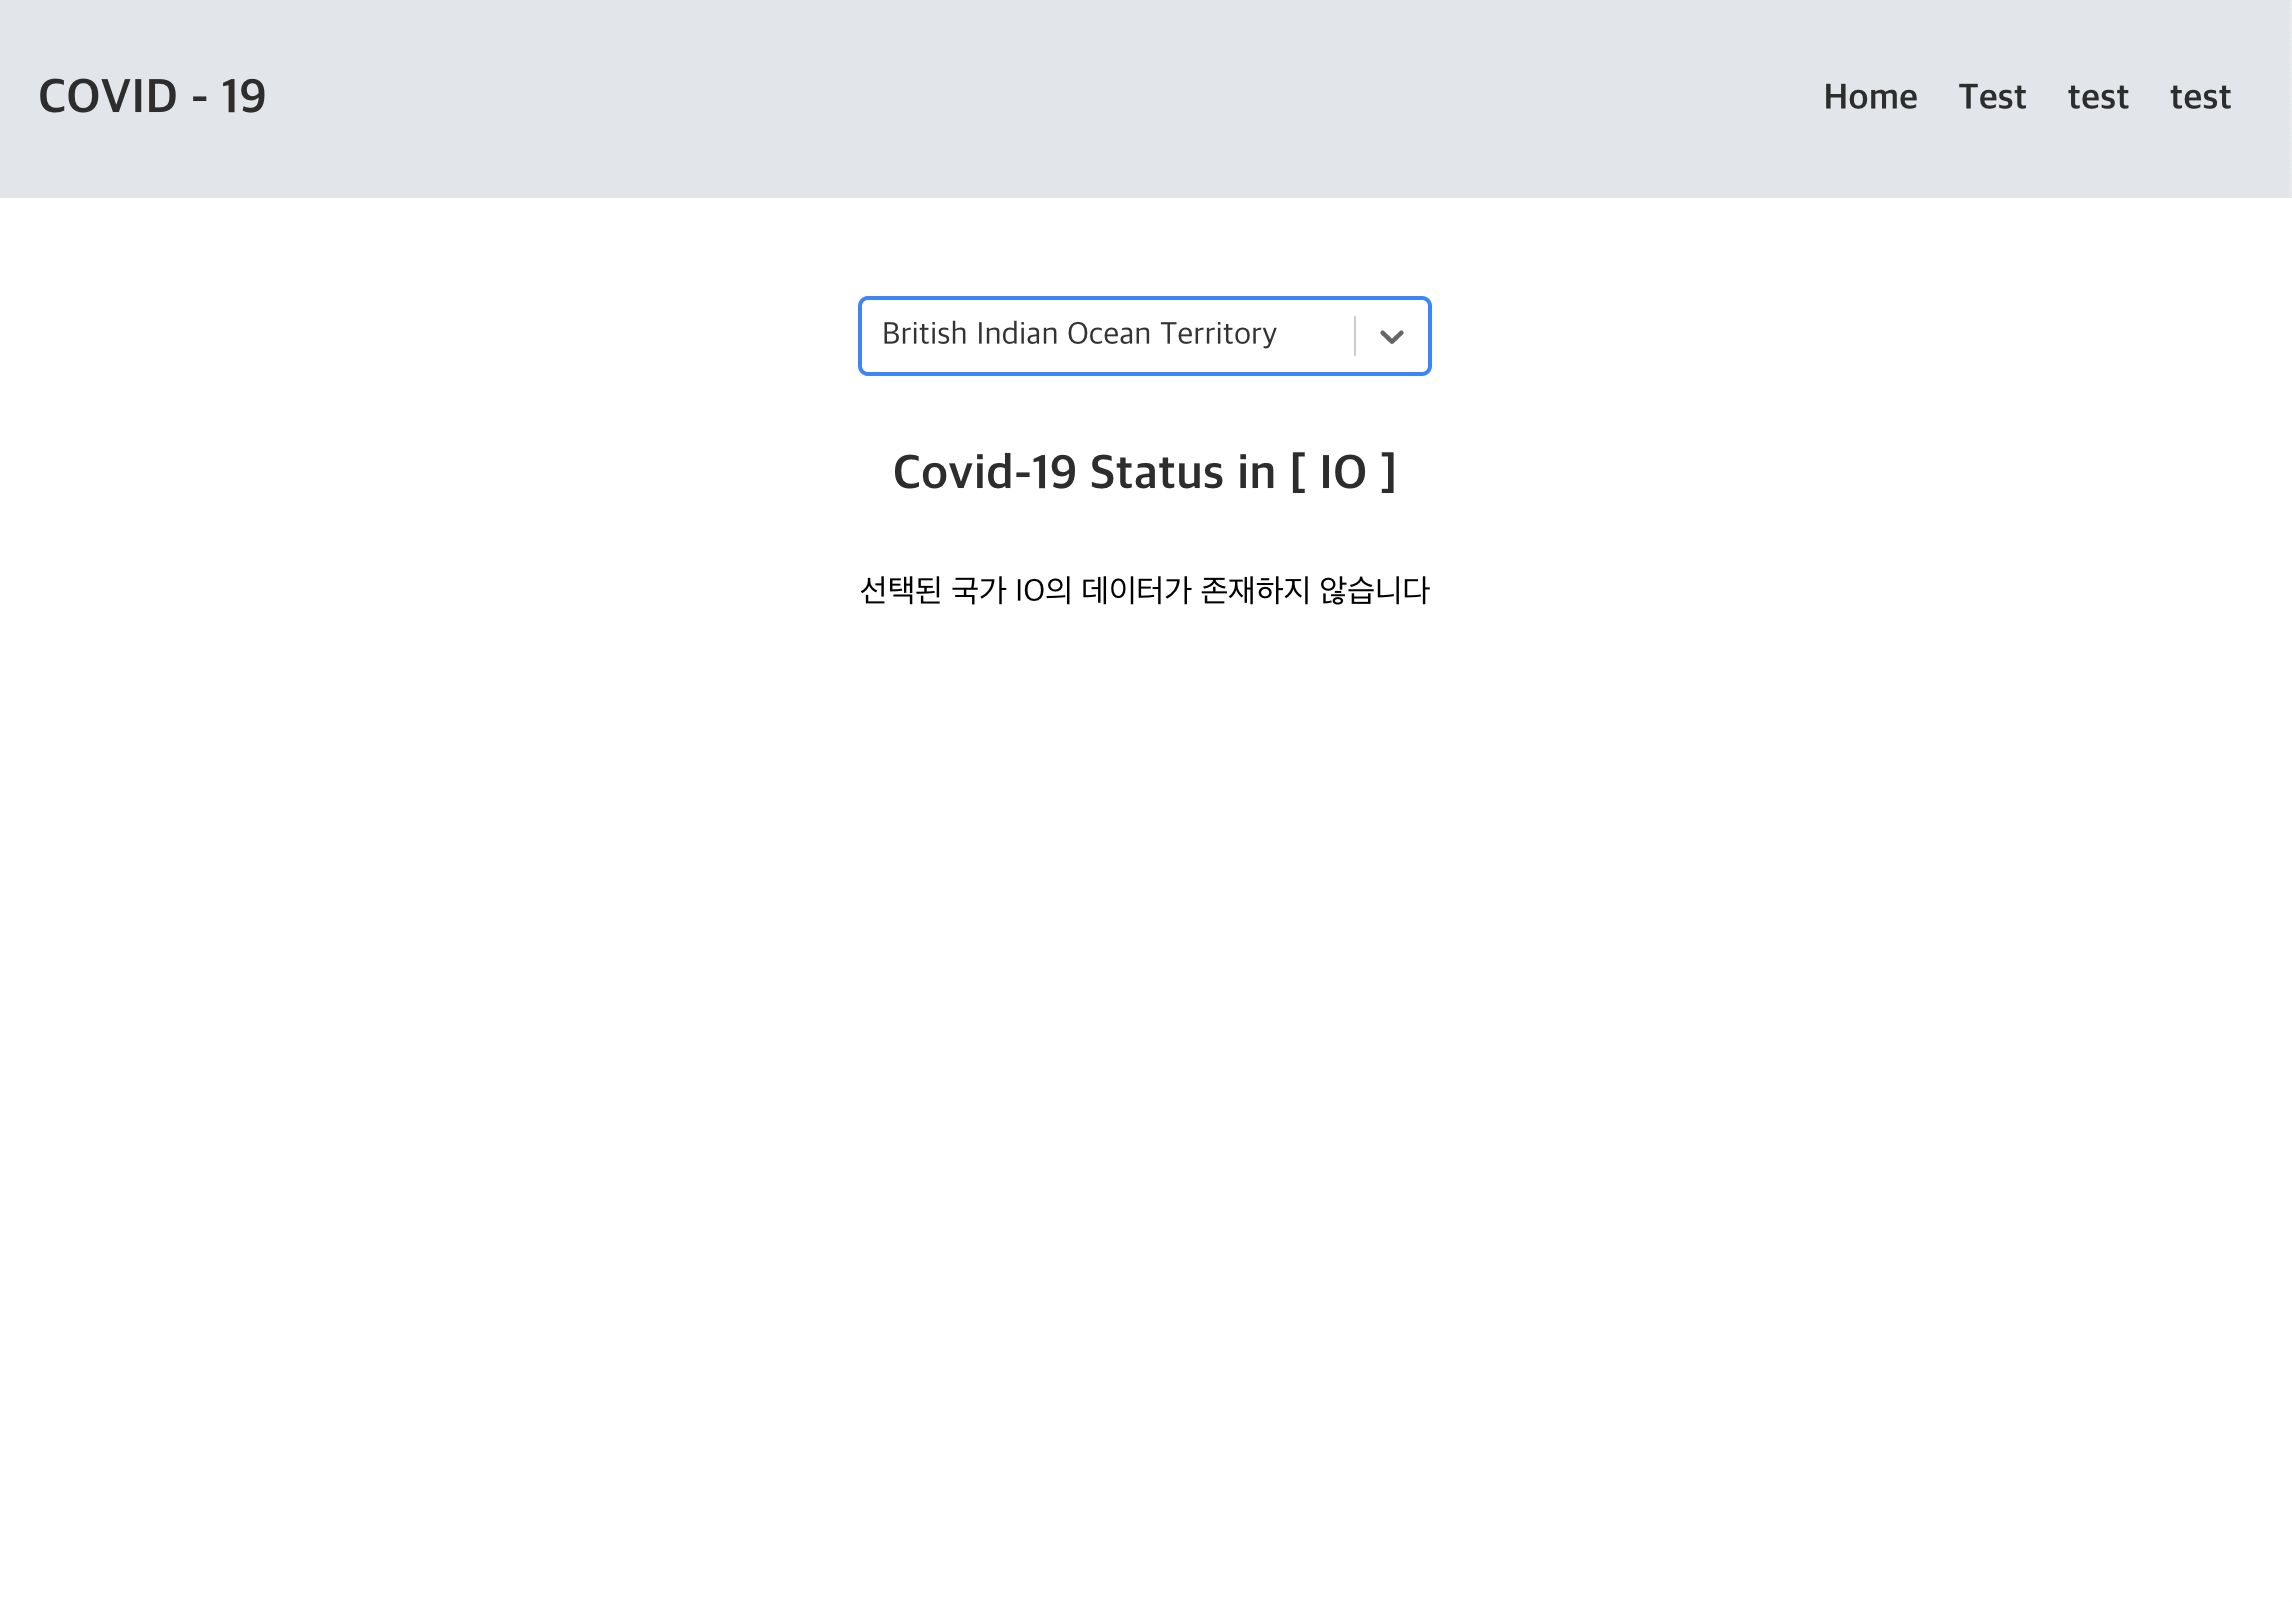 COVID - 19
Home Test test test
British Indian Ocean Territory
Covid-19 Status in [ IO ]
선택된 국가 IO의 데이터가 존재하지 않습니다